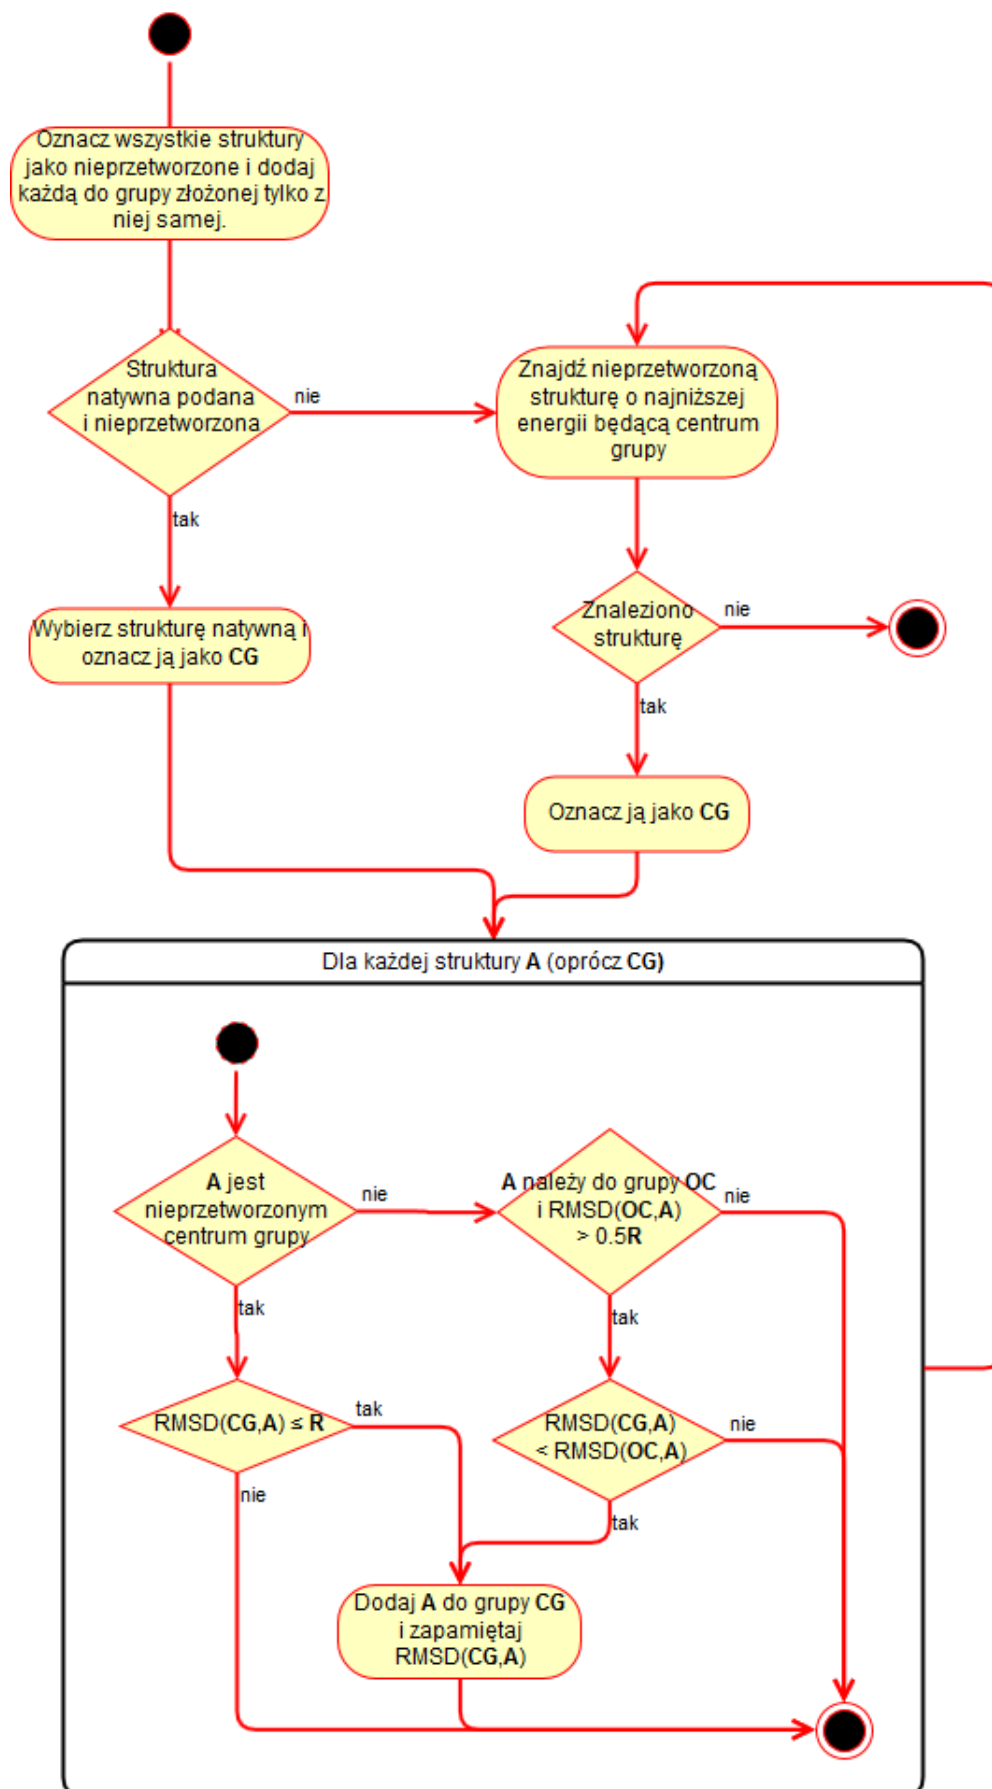 Oznacz wszystkie struktury
jako nieprzetworzone i dodaj
każdą do grupy złożonej tylko z
niej samej.
Struktura
natywna podana
i nieprzetworzona
nie
Znajdź nieprzetworzoną
strukturę o najniższej
energii będącą centrum
grupy
tak
Wybierz strukturę natywną i
oznacz ją jako CG
Znaleziono
strukturę
nie
tak
Oznacz ją jako CG
Dla każdej struktury A (oprócz CG)
A jest
nieprzetworzonym
centrum grupy
nie
A należy do grupy OC
i RMSD(OC,A)
> 0.5R
nie
tak
tak
RMSD(CG,A) ≤ R
tak
RMSD(CG,A)
< RMSD(OC,A)
nie
nie
tak
Dodaj A do grupy CG
i zapamiętaj
RMSD(CG,A)